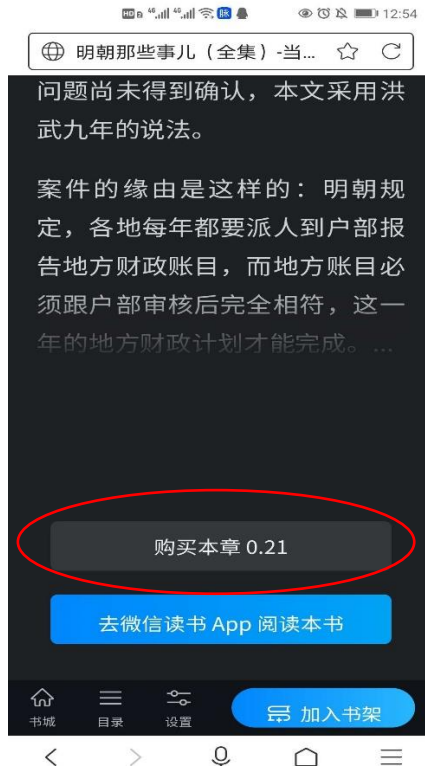 HD 46 46 12:54
明朝那些事儿（全集）-当...
问题尚未得到确认，本文采用洪
武九年的说法。
案件的缘由是这样的：明朝规
定，各地每年都要派人到户部报
告地方财政账目，而地方账目必
须跟户部审核后完全相符，这一
年的地方财政计划才能完成。...
购买本章 0.21
去微信读书 App 阅读本书
书城 目录 设置 加入书架